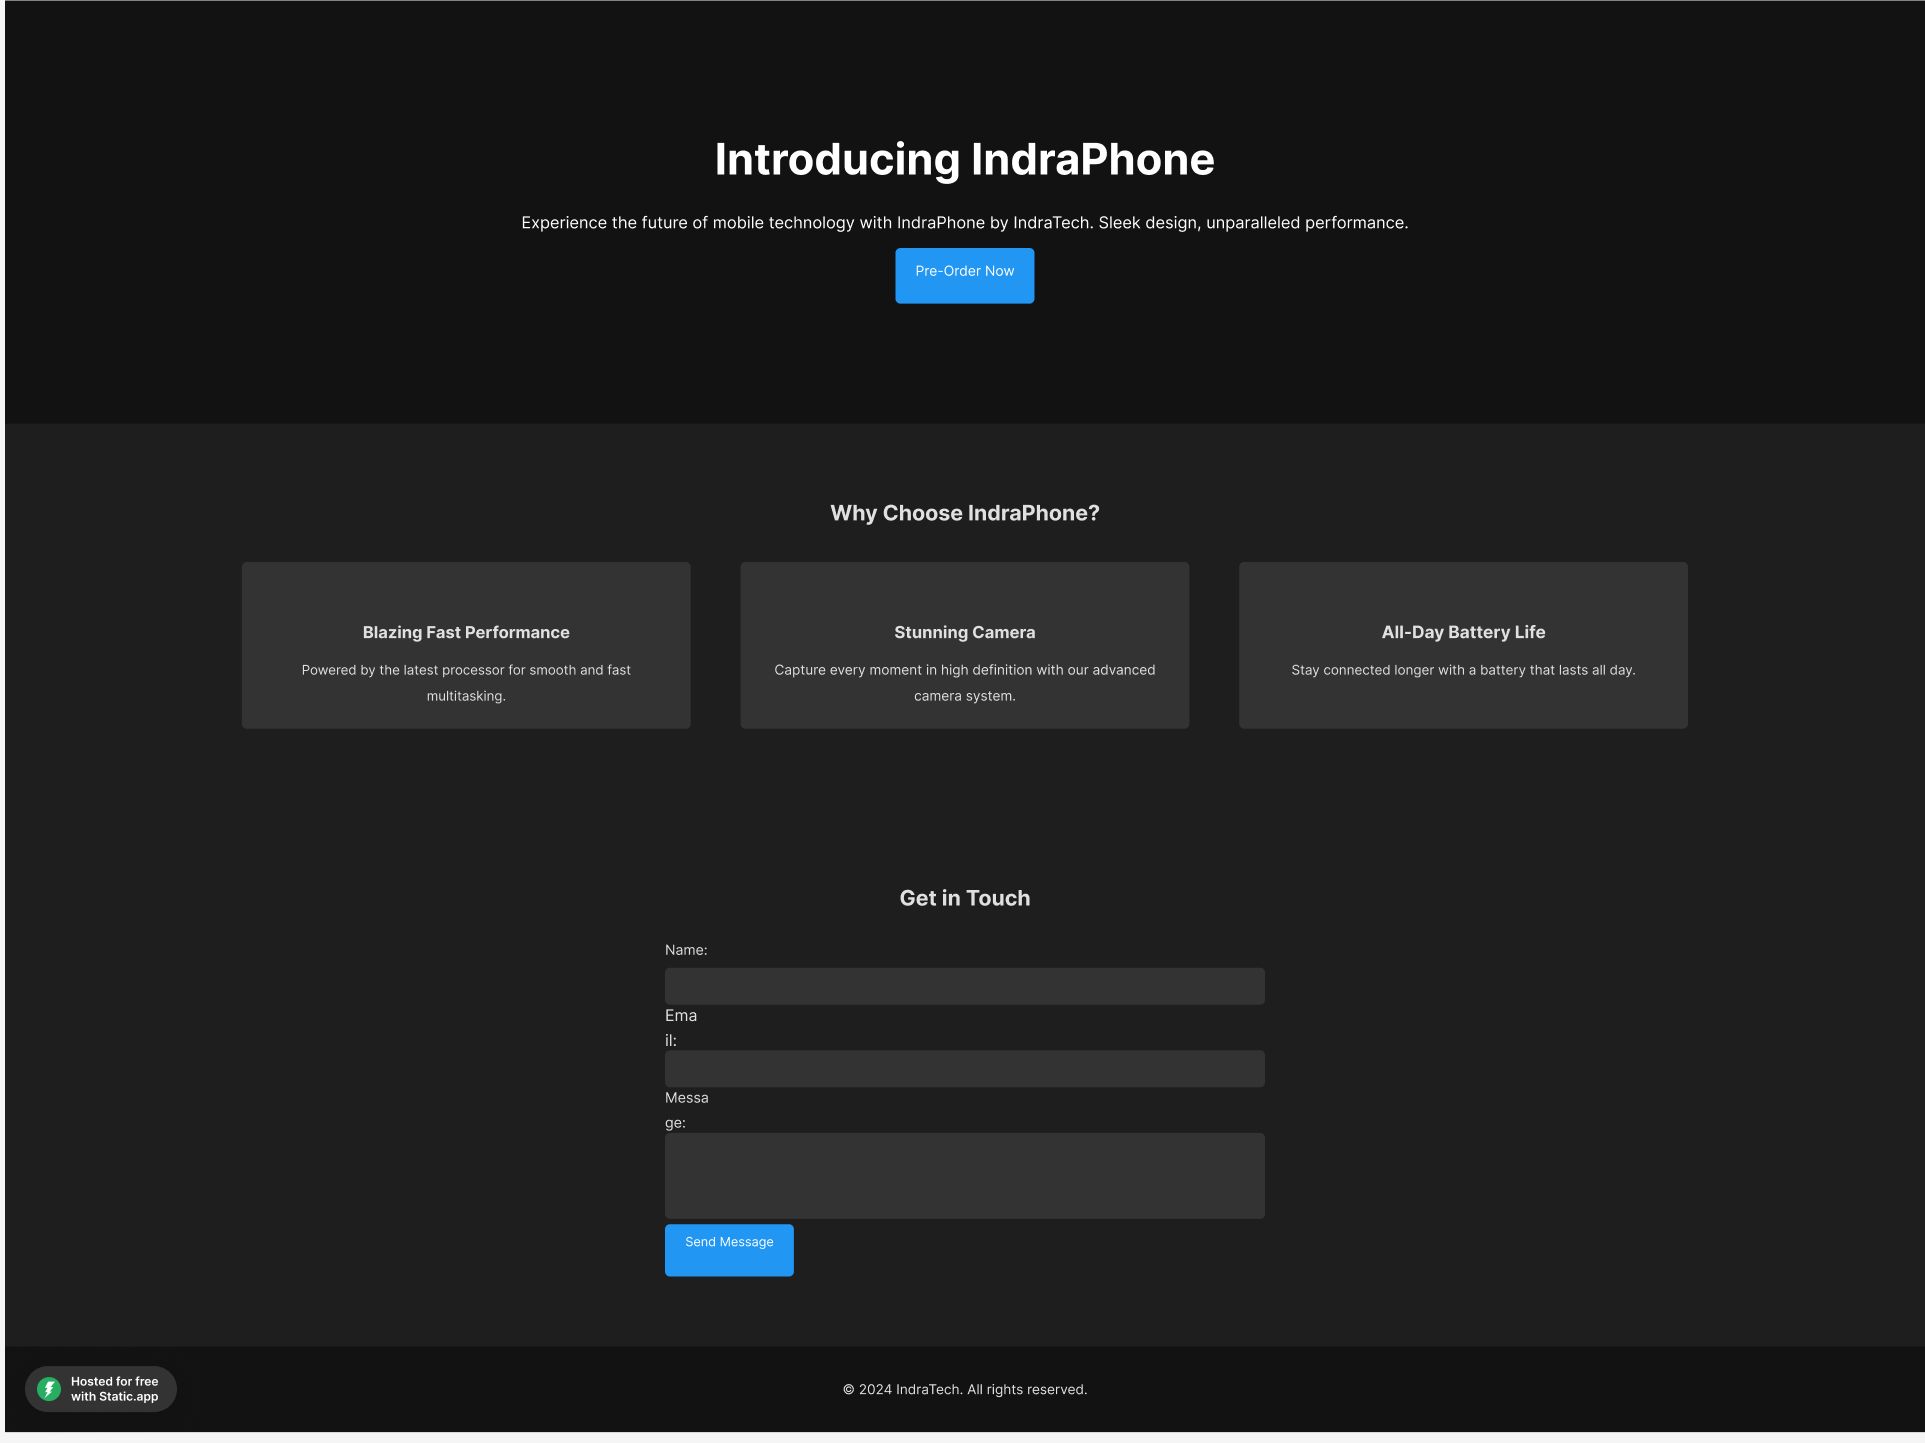 Introducing IndraPhone
Experience the future of mobile technology with IndraPhone by IndraTech. Sleek design, unparalleled performance.
Pre-Order Now
Why Choose IndraPhone?
Blazing Fast Performance
Powered by the latest processor for smooth and fast
multitasking.
Stunning Camera
Capture every moment in high definition with our advanced
camera system.
All-Day Battery Life
Stay connected longer with a battery that lasts all day.
Get in Touch
Name:
Ema
il:
Messa
ge:
Send Message
Hosted for free
with Static.app
© 2024 IndraTech. All rights reserved.